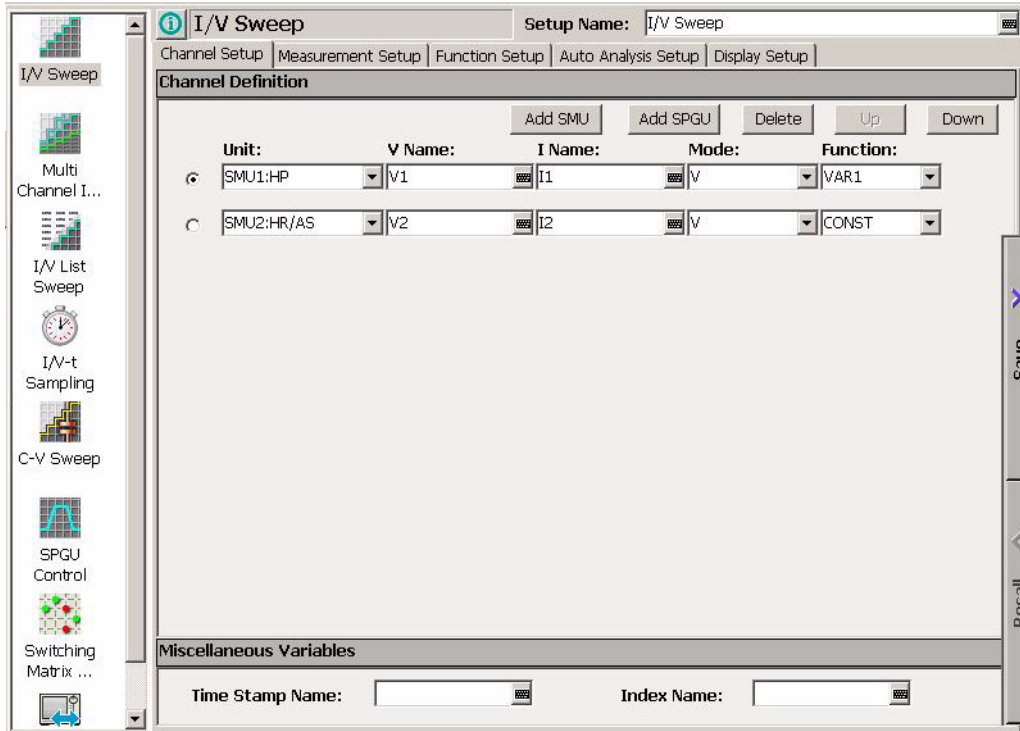 I/V Sweep
Setup Name: I/V Sweep
Channel Setup Measurement Setup Function Setup Auto Analysis Setup Display Setup
Channel Definition
Add SMU Add SPGU Delete Up Down
Unit: V Name: I Name: Mode: Function:
SMU1:HP V1 I1 V VAR1
SMU2:HR/AS V2 I2 V CONST
Miscellaneous Variables
Time Stamp Name: Index Name:
I/V Sweep
Multi
Channel I...
I/V List
Sweep
I/V-t
Sampling
C-V Sweep
SPGU
Control
Switching
Matrix ...
Save
Recall